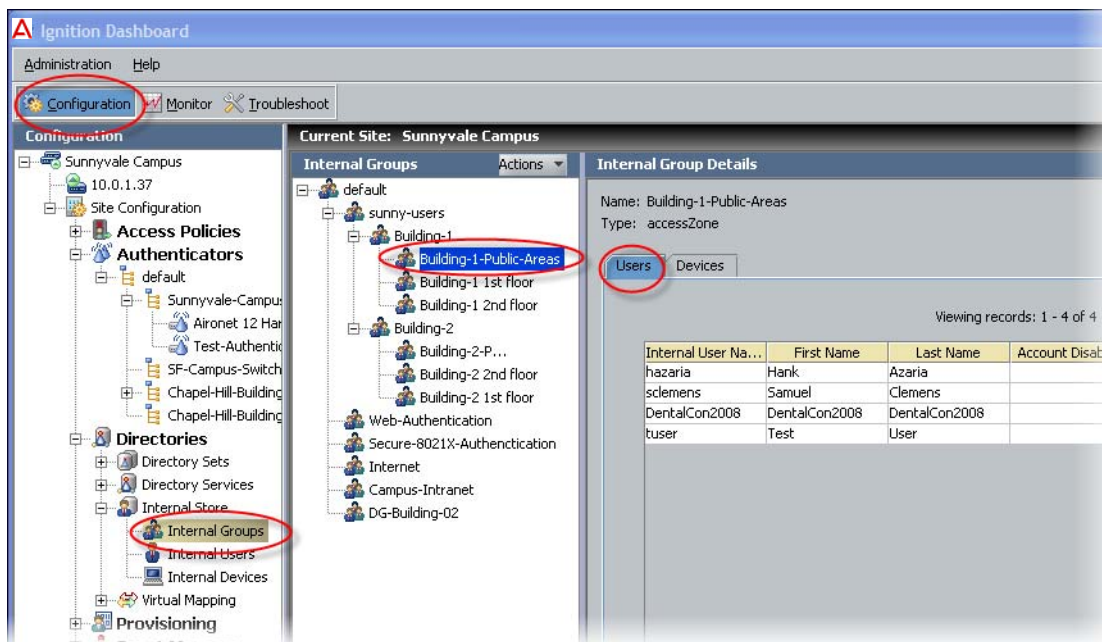 Ignition Dashboard
Administration Help
Configuration Monitor Troubleshoot
Configuration
Sunnyvale Campus
10.0.1.37
Site Configuration
Access Policies
Authenticators
default
Sunnyvale-Campu
Aironet 12 Har
Test-Authentic
SF-Campus-Switch
Chapel-Hill-Building
Chapel-Hill-Building
Directories
Directory Sets
Directory Services
Internal Store
Internal Groups
Internal Users
Internal Devices
Virtual Mapping
Provisioning
Current Site: Sunnyvale Campus
Internal Groups Actions
default
sunny-users
Building-1
Building-1-Public-Areas
Building-1 1st floor
Building-1 2nd floor
Building-2
Building-2-P...
Building-2 2nd floor
Building-2 1st floor
Web-Authentication
Secure-8021X-Authenctication
Internet
Campus-Intranet
DG-Building-02
Internal Group Details
Name: Building-1-Public-Areas
Type: accessZone
Users Devices
Viewing records: 1 - 4 of 4
Internal User Na... First Name Last Name Account Disab
hazaria Hank Azaria
sclemens Samuel Clemens
DentalCon2008 DentalCon2008 DentalCon2008
tuser Test User